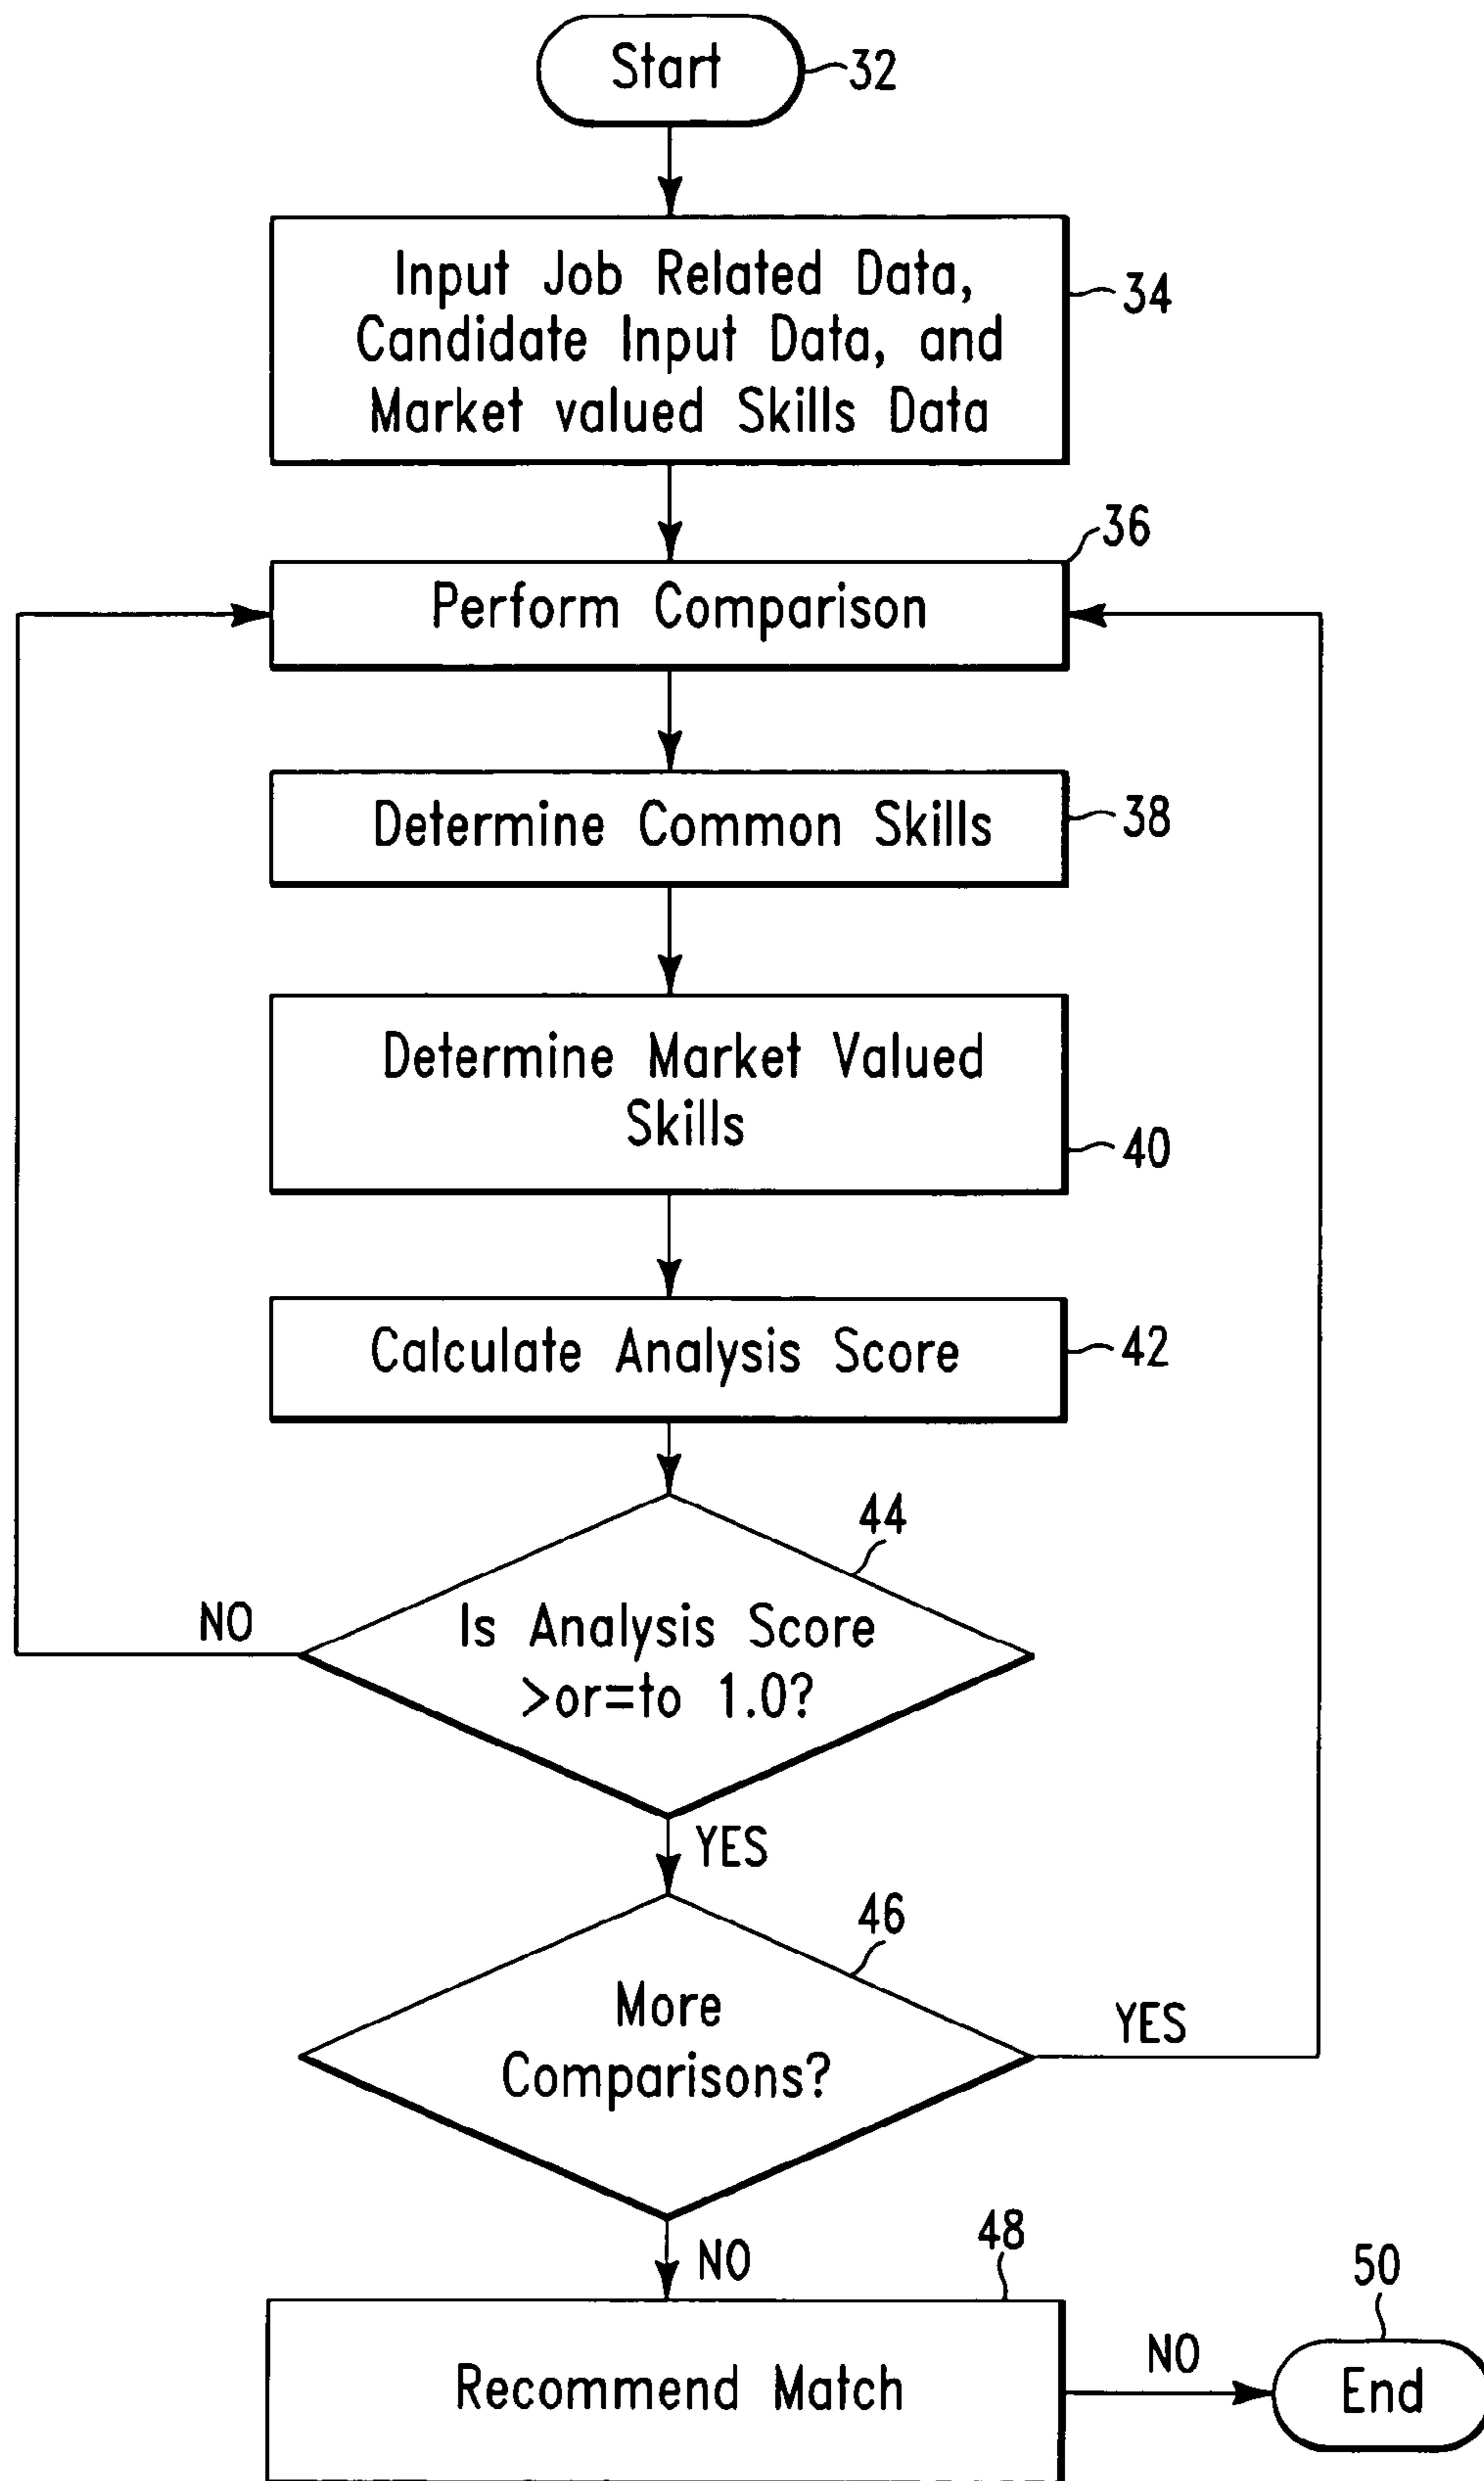 Start
32
Input Job Related Data,
Candidate Input Data, and
Market valued Skills Data
34
36
Perform Comparison
Determine Common Skills
38
Determine Market Valued
Skills
40
Calculate Analysis Score
42
44
NO
Is Analysis Score
>or=to 1.0?
YES
46
More
Comparisons?
YES
NO
48
50
Recommend Match
NO
End